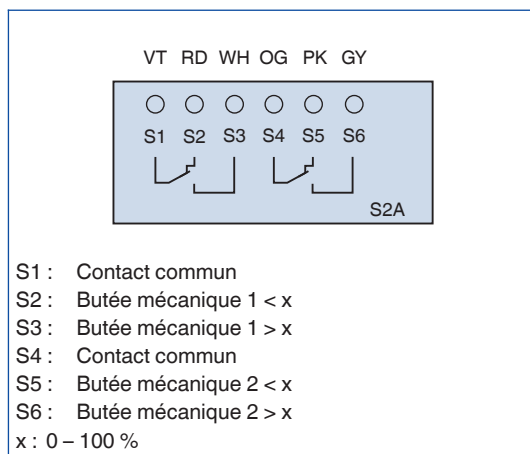 VT RD WH OG PK GY
S1 S2 S3 S4 S5 S6
S2A
S1 : Contact commun
S2 : Butée mécanique 1 < x
S3 : Butée mécanique 1 > x
S4 : Contact commun
S5 : Butée mécanique 2 < x
S6 : Butée mécanique 2 > x
x : 0 – 100 %